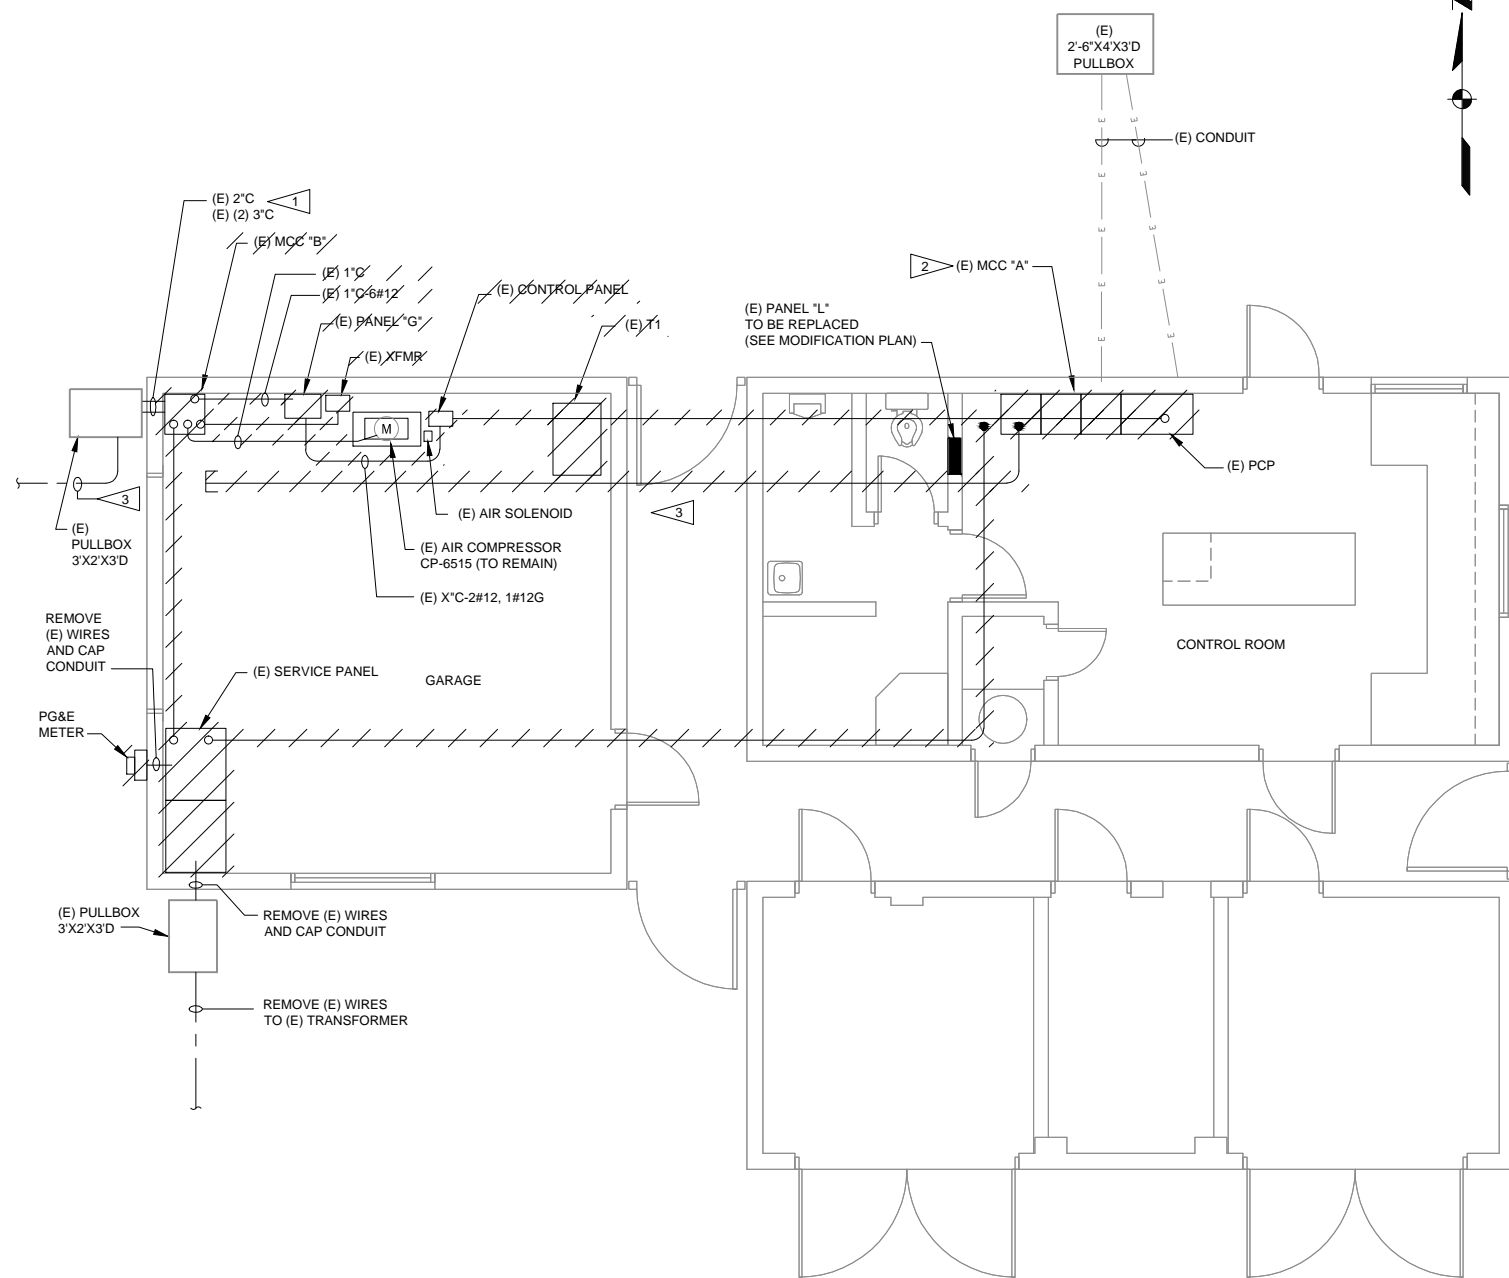 (E)
2'-6"X4'X3'D
PULLBOX
(E) CONDUIT
(E) 2"C
(E) (2) 3"C
1
(E) MCC "B"
(E) 1"C
(E) 1"C-6#12
(E) PANEL "G"
(E) XFMR
(E) CONTROL PANEL
(E) T1
(E) PANEL "L"
TO BE REPLACED
(SEE MODIFICATION PLAN)
2
(E) MCC "A"
M
(E) PCP
3
(E)
PULLBOX
3'X2'X3'D
(E) AIR SOLENOID
3
(E) AIR COMPRESSOR
CP-6515 (TO REMAIN)
(E) X"C-2#12, 1#12G
REMOVE
(E) WIRES
AND CAP
CONDUIT
(E) SERVICE PANEL
GARAGE
CONTROL ROOM
PG&E
METER
(E) PULLBOX
3'X2'X3'D
REMOVE (E) WIRES
AND CAP CONDUIT
REMOVE (E) WIRES
TO (E) TRANSFORMER